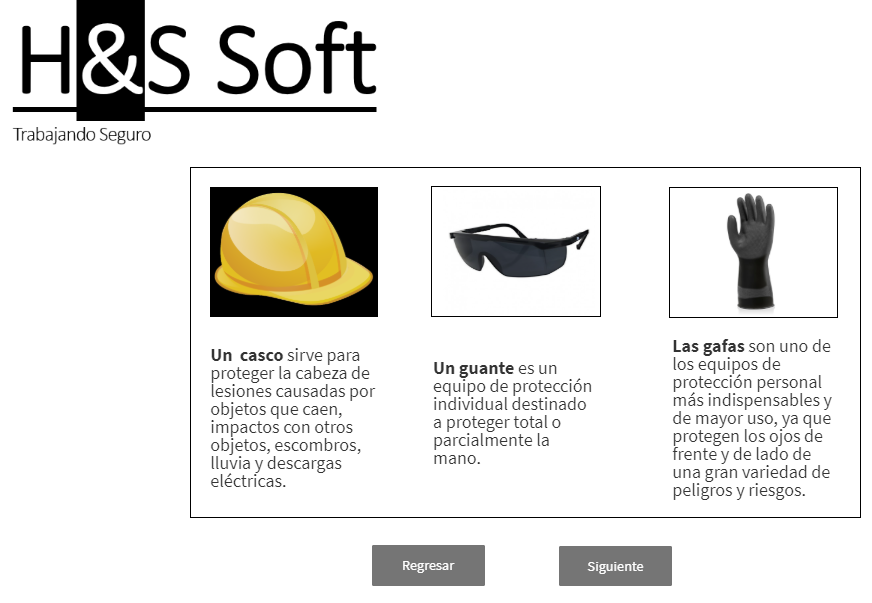 H&S Soft
Trabajando Seguro
Un casco sirve para
proteger la cabeza de
lesiones causadas por
objetos que caen,
impactos con otros
objetos, escombros,
lluvia y descargas
eléctricas.
Un guante es un
equipo de protección
individual destinado
a proteger total o
parcialmente la
mano.
Las gafas son uno de
los equipos de
protección personal
más indispensables y
de mayor uso, ya que
protegen los ojos de
frente y de lado de
una gran variedad de
peligros y riesgos.
Regresar
Siguiente